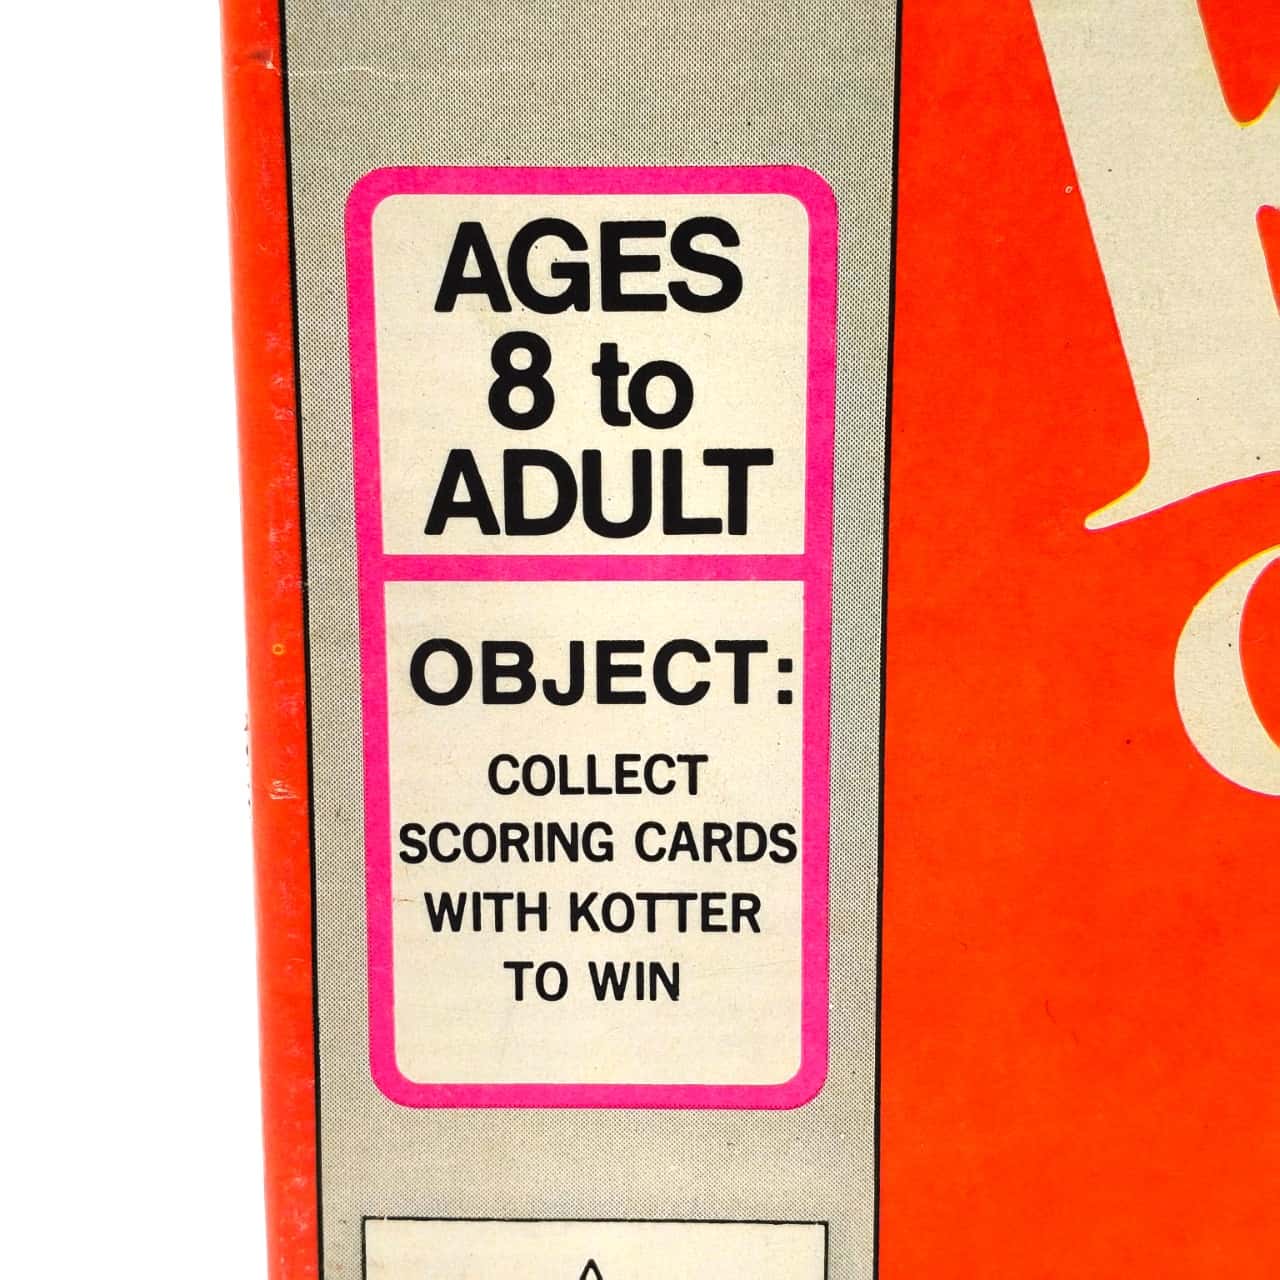 AGES
8 to
ADULT
OBJECT:
COLLECT
SCORING CARDS
WITH KOTTER
TO WIN